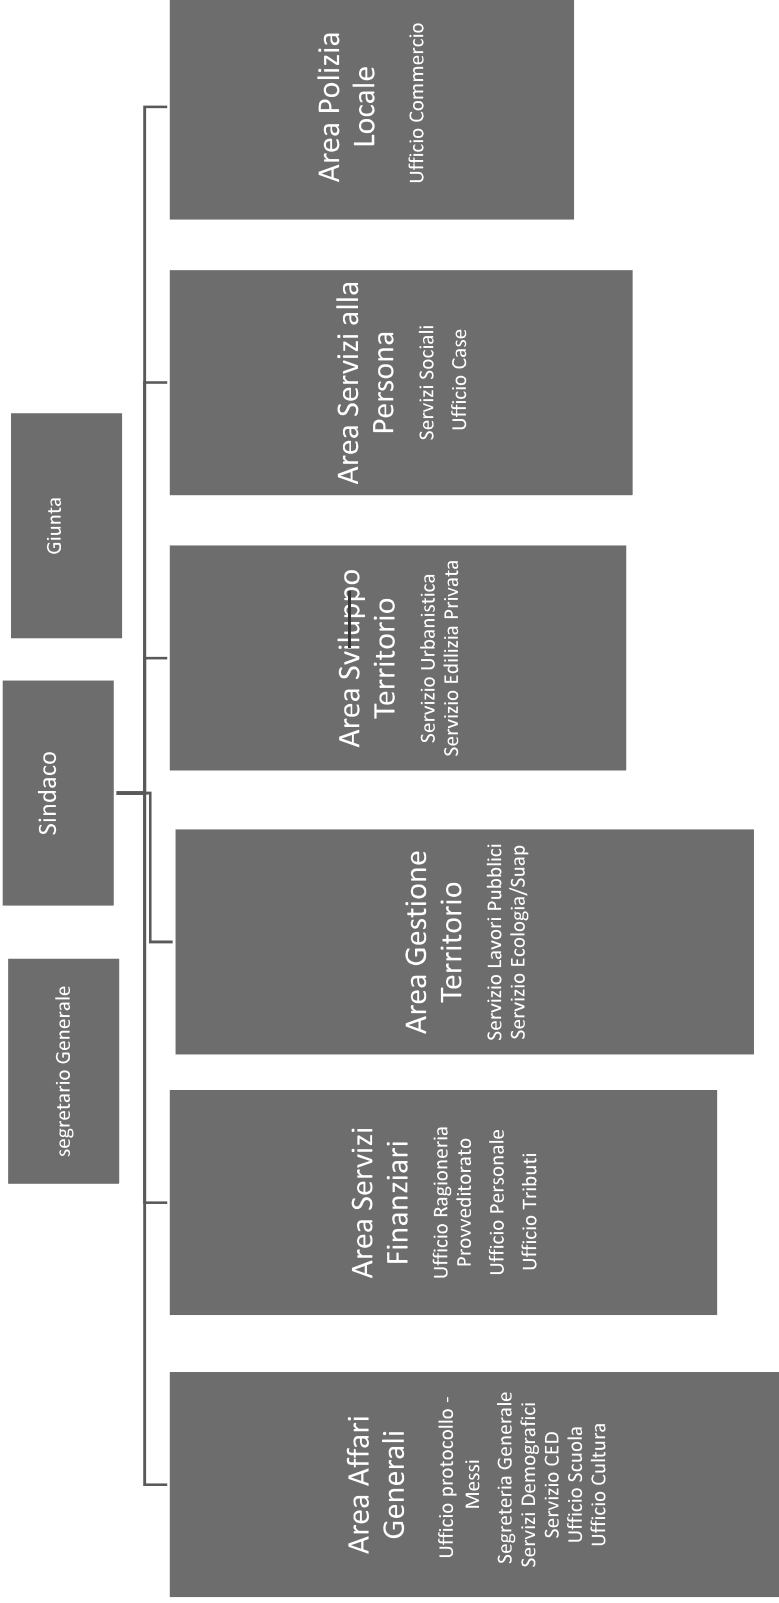 segretario Generale
Sindaco
Giunta
Area Affari
Generali
Ufficio protocollo -
Messi
Segreteria Generale
Servizi Demografici
Servizio CED
Ufficio Scuola
Ufficio Cultura
Area Servizi
Finanziari
Ufficio Ragioneria
Provveditorato
Ufficio Personale
Ufficio Tributi
Area Gestione
Territorio
Servizio Lavori Pubblici
Servizio Ecologia/Suap
Area Sviluppo
Territorio
Servizio Urbanistica
Servizio Edilizia Privata
Area Servizi alla
Persona
Servizi Sociali
Ufficio Case
Area Polizia
Locale
Ufficio Commercio